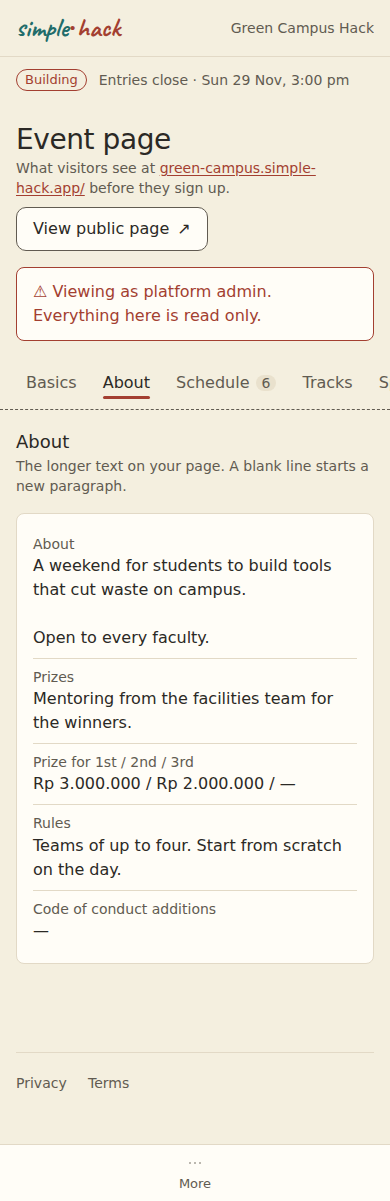 simple·hack
Green Campus Hack
Building
Entries close · Sun 29 Nov, 3:00 pm
Event page
What visitors see at green-campus.simple-
hack.app/ before they sign up.
View public page ↗
⚠ Viewing as platform admin.
Everything here is read only.
Basics About Schedule 6 Tracks S
About
The longer text on your page. A blank line starts a
new paragraph.
About
A weekend for students to build tools
that cut waste on campus.
Open to every faculty.
Prizes
Mentoring from the facilities team for
the winners.
Prize for 1st / 2nd / 3rd
Rp 3.000.000 / Rp 2.000.000 / —
Rules
Teams of up to four. Start from scratch
on the day.
Code of conduct additions
—
Privacy Terms
...
More